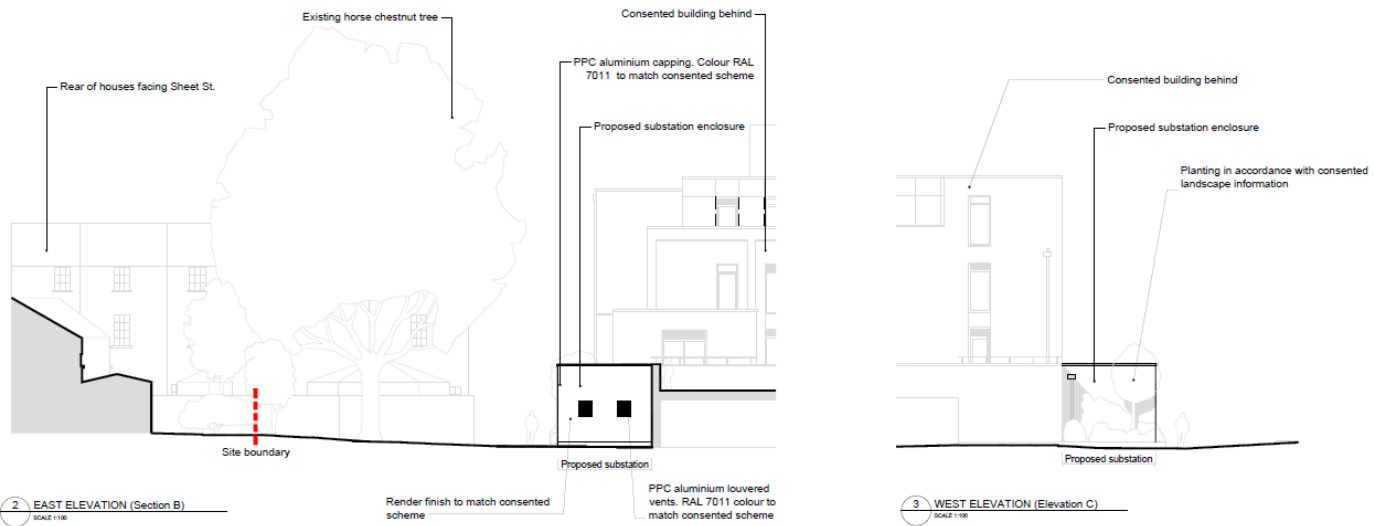 Existing horse chestnut tree
Consented building behind
PPC aluminium capping. Colour RAL
7011 to match consented scheme
Rear of houses facing Sheet St.
Proposed substation enclosure
Site boundary
Proposed substation
Render finish to match consented
scheme
PPC aluminium louvered
vents. RAL 7011 colour to
match consented scheme
2 EAST ELEVATION (Section B)
SCALE 1:100
Consented building behind
Proposed substation enclosure
Planting in accordance with consented
landscape information
Proposed substation
3 WEST ELEVATION (Elevation C)
SCALE 1:100